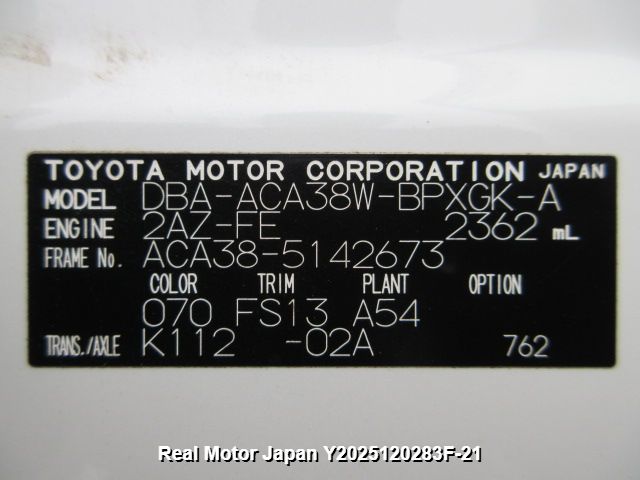 TOYOTA MOTOR CORPORATION JAPAN
MODEL DBA-ACA38W-BPXGK-A
ENGINE 2AZ-FE 2362 mL
FRAME No. ACA38-5142673
COLOR TRIM PLANT OPTION
070 FS13 A54
TRANS./AXLE K112 -02A 762
Real Motor Japan Y2025120283F-21